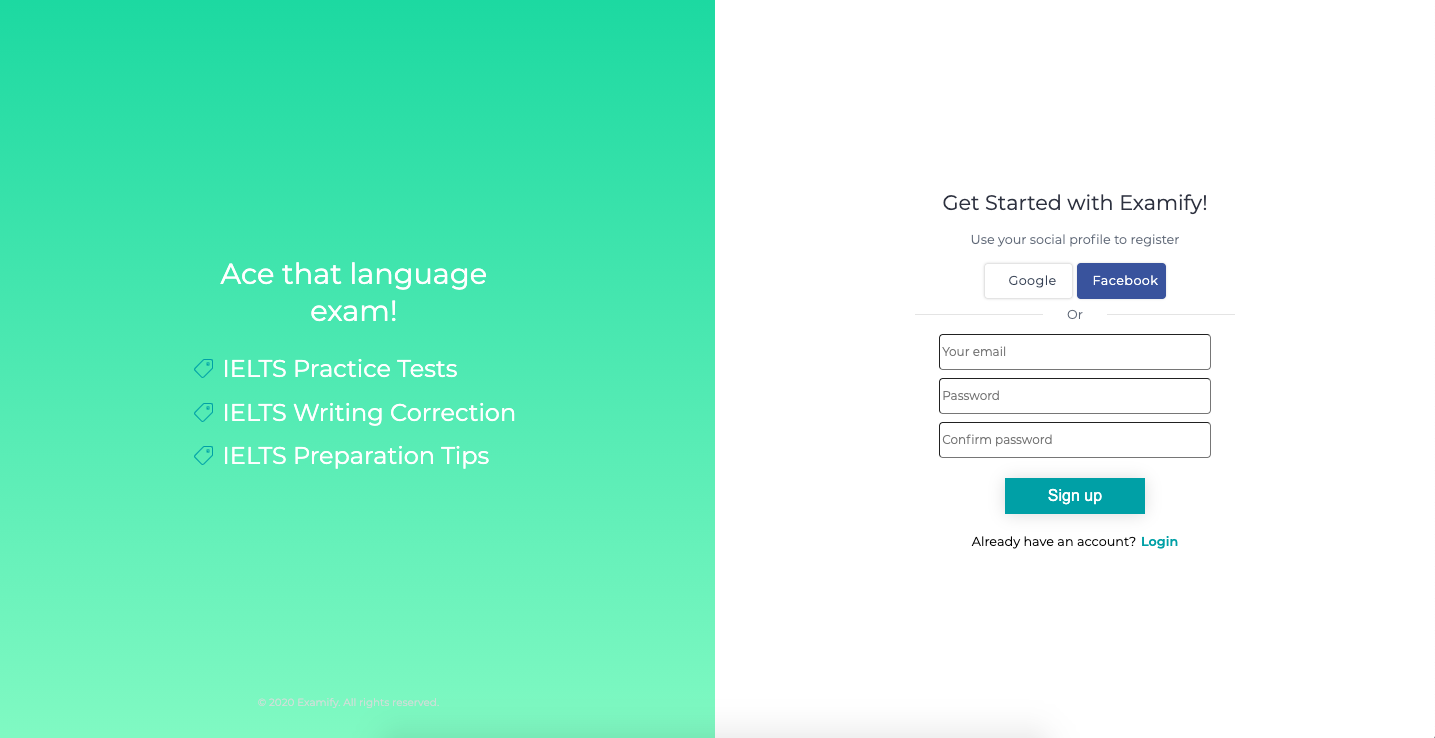 Ace that language
exam!
IELTS Practice Tests
IELTS Writing Correction
IELTS Preparation Tips
© 2020 Examify. All rights reserved.
Get Started with Examify!
Use your social profile to register
Google Facebook
Or
Your email
Password
Confirm password
Sign up
Already have an account? Login